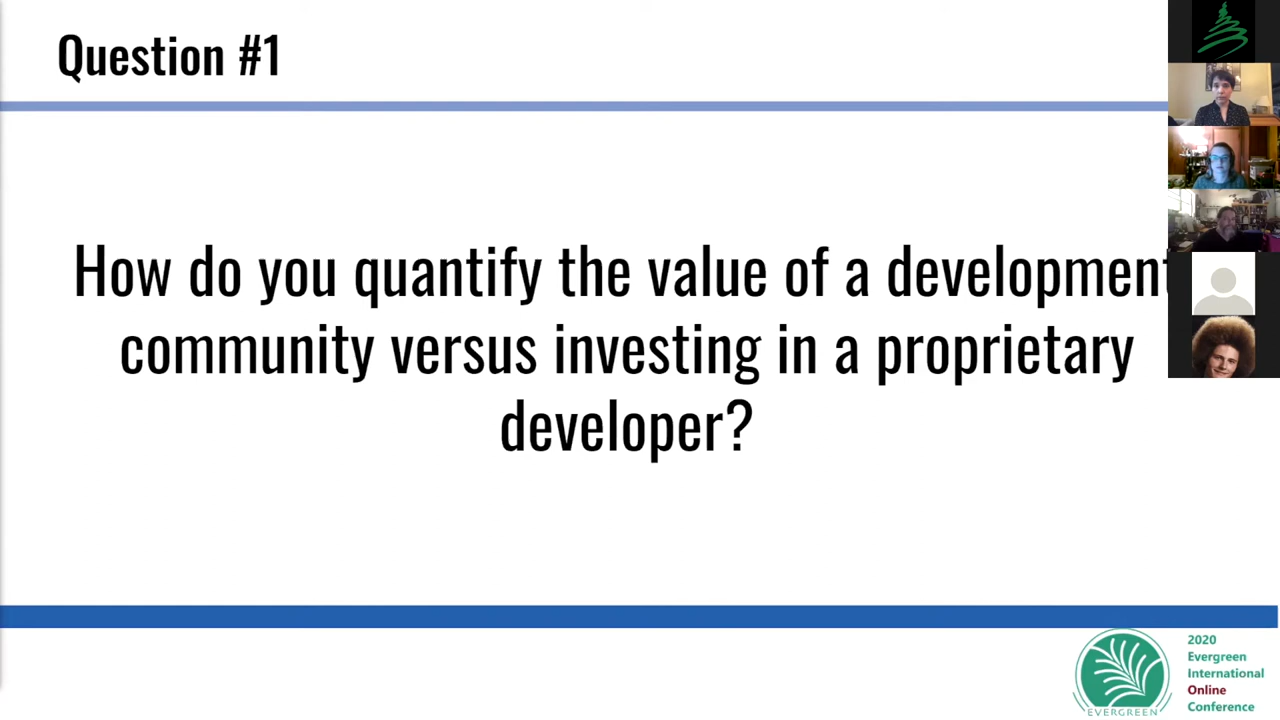 Question #1
How do you quantify the value of a development
community versus investing in a proprietary
developer?
EVERGREEN
2020
Evergreen
International
Online
Conference